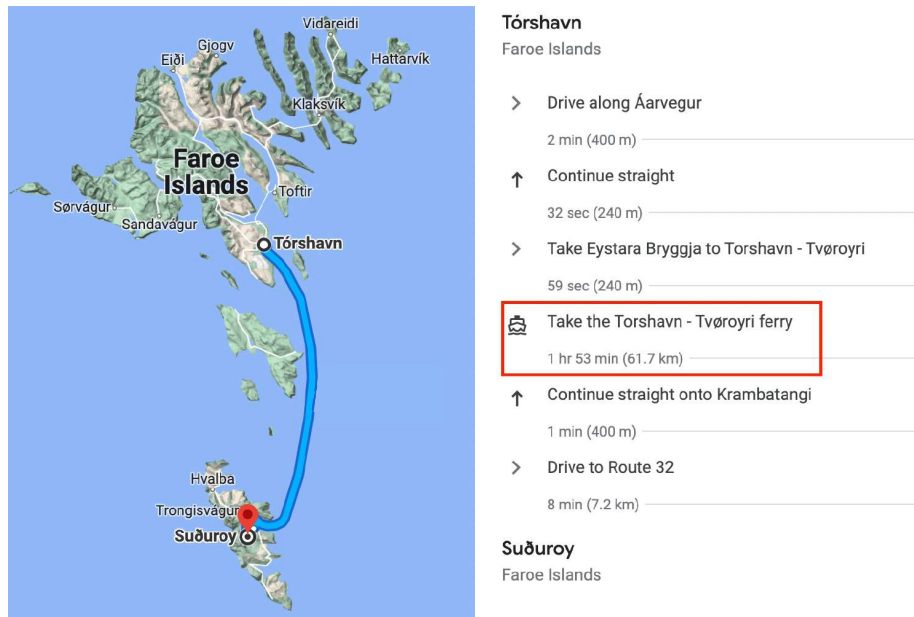 Vidareidi
Gjogv
Eiði
Hattarvík
Klaksvík
Faroe
Islands
Toftir
Sørvágur
Sandavágur
Tórshavn
Hvalba
Trongisvágur
Suðuroy
Tórshavn
Faroe Islands
Drive along Áarvegur
2 min (400 m)
Continue straight
32 sec (240 m)
Take Eystara Bryggja to Torshavn - Tvøroyri
59 sec (240 m)
Take the Torshavn - Tvøroyri ferry
1 hr 53 min (61.7 km)
Continue straight onto Krambatangi
1 min (400 m)
Drive to Route 32
8 min (7.2 km)
Suðuroy
Faroe Islands